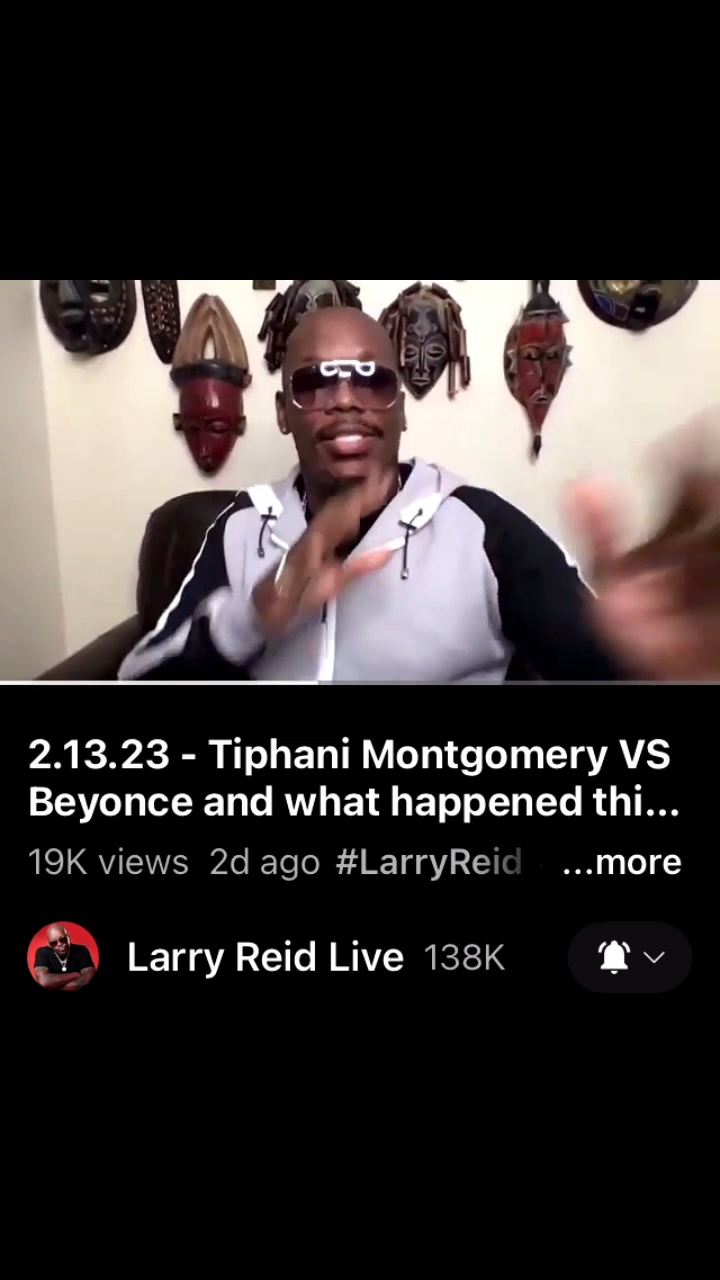 2.13.23 - Tiphani Montgomery VS
Beyonce and what happened thi...
19K views 2d ago #LarryReid ...more
Larry Reid Live 138K